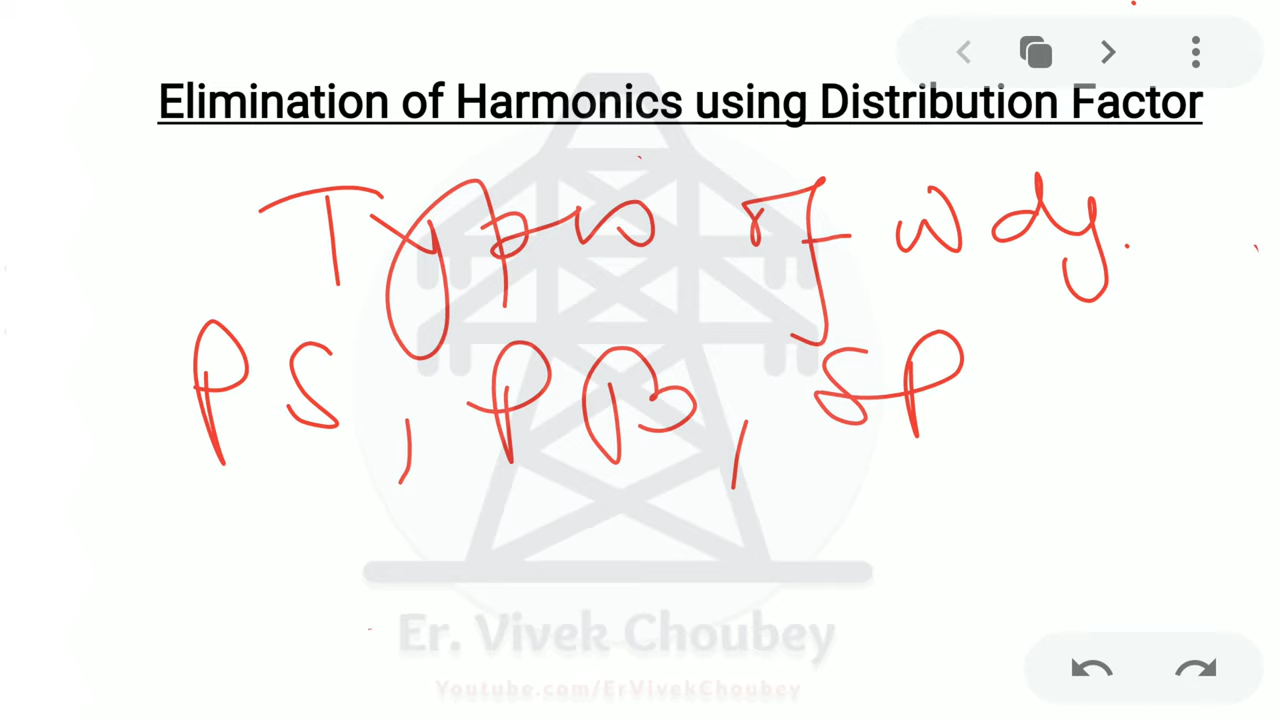 Elimination of Harmonics using Distribution Factor
Types of wdg.
PS, PB, SP
Er. Vivek Choubey
Youtube.com/ErVivekChoubey